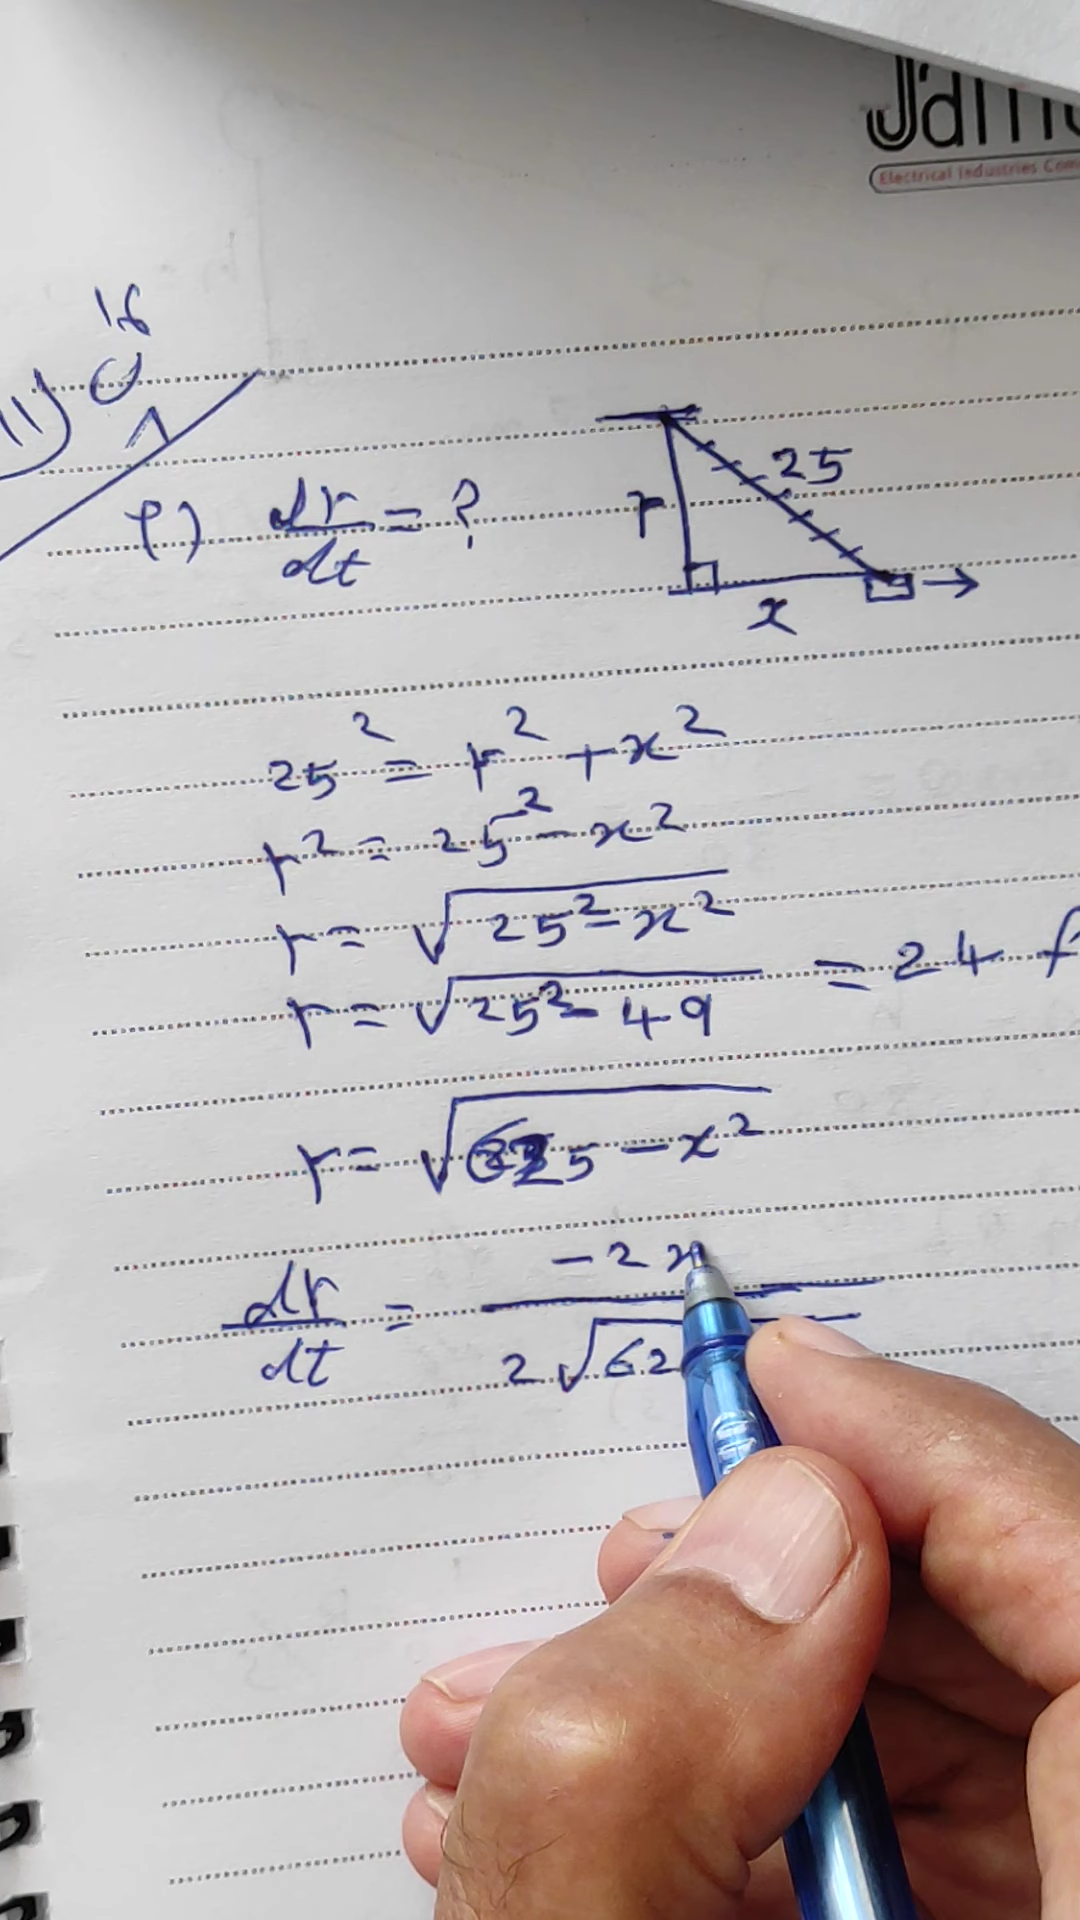 Electrical Industries Com
16
11)
dr/dt = ?
25
r
x
25² = r² + x²
r² = 25² - x²
r = √(25² - x²)
r = √(25² - 49) = 24 f
r = √(625 - x²)
dr/dt = -2x / 2√62